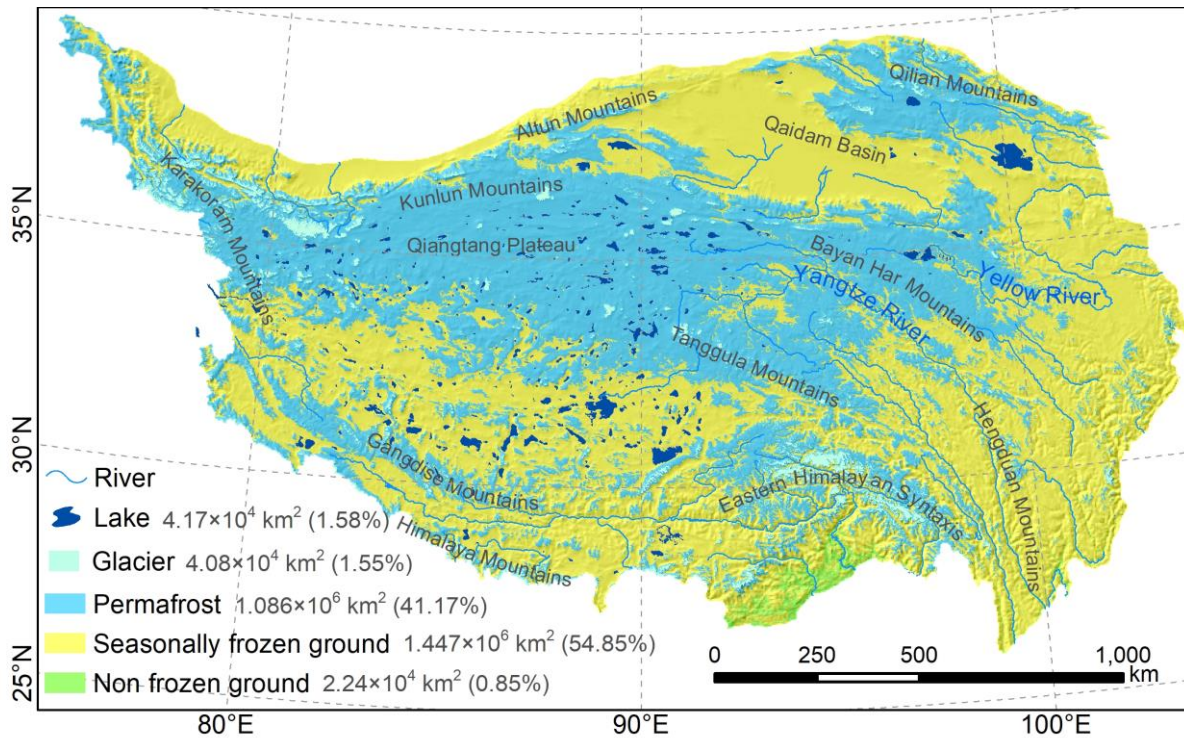 Qilian Mountains
Altun Mountains
Qaidam Basin
Karakoram Mountains
Kunlun Mountains
Qiangtang Plateau
Bayan Har Mountains
Yellow River
Yangtze River
Tanggula Mountains
Gangdise Mountains
Himalaya Mountains
Eastern Himalayan Syntaxis
Hengduan Mountains
35°N
30°N
25°N
River
Lake 4.17×10⁴ km² (1.58%)
Glacier 4.08×10⁴ km² (1.55%)
Permafrost 1.086×10⁶ km² (41.17%)
Seasonally frozen ground 1.447×10⁶ km² (54.85%)
Non frozen ground 2.24×10⁴ km² (0.85%)
0 250 500 1,000
km
80°E 90°E 100°E